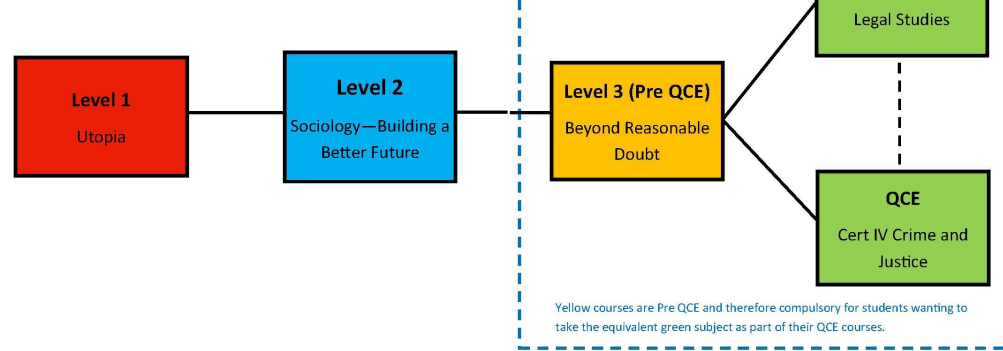 Legal Studies
Level 1
Utopia
Level 2
Sociology—Building a
Better Future
Level 3 (Pre QCE)
Beyond Reasonable
Doubt
QCE
Cert IV Crime and
Justice
Yellow courses are Pre QCE and therefore compulsory for students wanting to
take the equivalent green subject as part of their QCE courses.